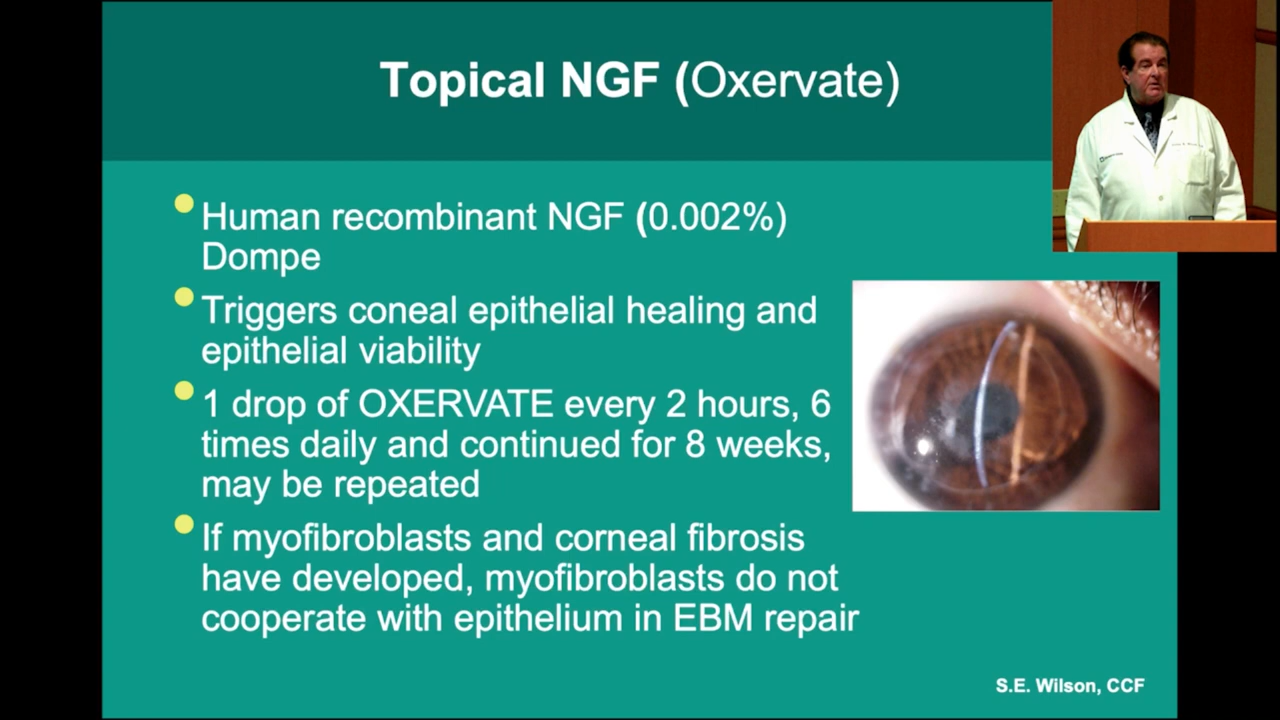 Topical NGF (Oxervate)
Human recombinant NGF (0.002%)
Dompe
Triggers coneal epithelial healing and
epithelial viability
1 drop of OXERVATE every 2 hours, 6
times daily and continued for 8 weeks,
may be repeated
If myofibroblasts and corneal fibrosis
have developed, myofibroblasts do not
cooperate with epithelium in EBM repair
S.E. Wilson, CCF